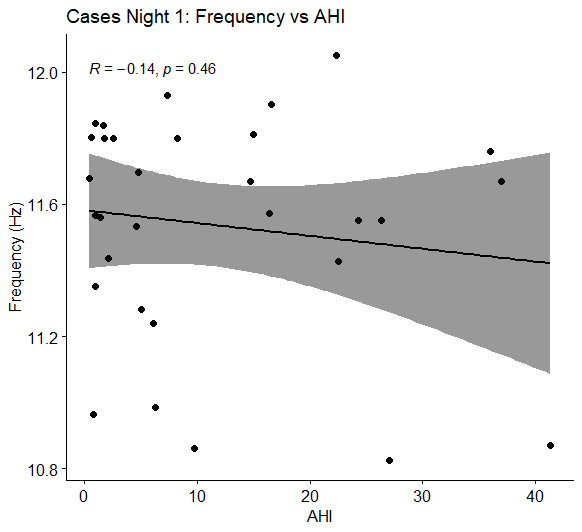 Cases Night 1: Frequency vs AHI
R = −0.14, p = 0.46
12.0
11.6
11.2
10.8
Frequency (Hz)
0 10 20 30 40
AHI